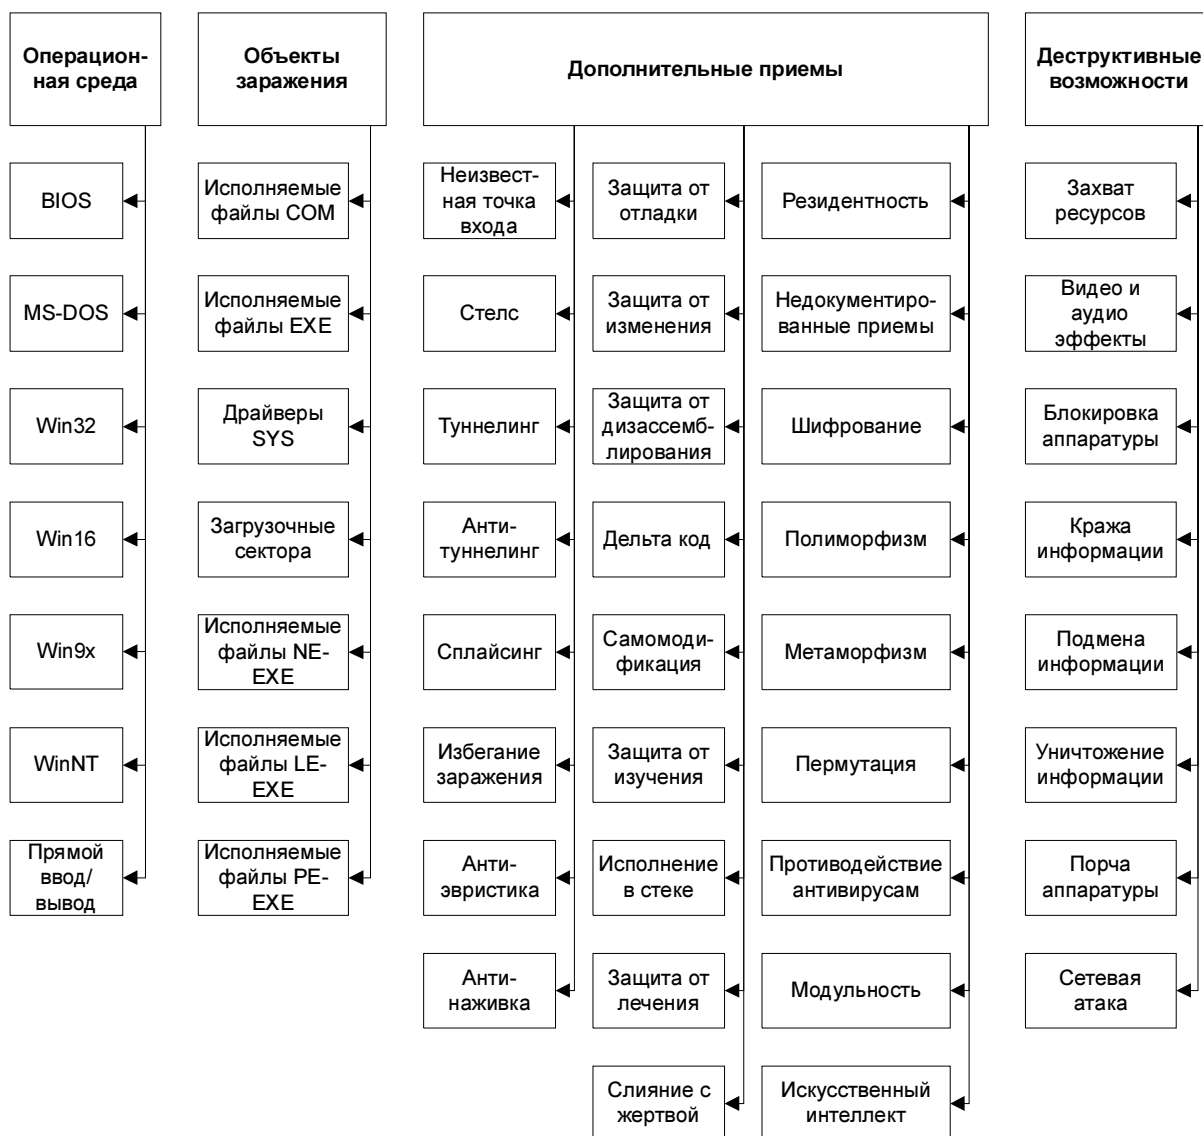 Операцион-
ная среда
Объекты
заражения
Дополнительные приемы
Деструктивные
возможности
BIOS
MS-DOS
Win32
Win16
Win9x
WinNT
Прямой
ввод/
вывод
Исполняемые
файлы COM
Исполняемые
файлы EXE
Драйверы
SYS
Загрузочные
сектора
Исполняемые
файлы NE-
EXE
Исполняемые
файлы LE-
EXE
Исполняемые
файлы PE-
EXE
Неизвест-
ная точка
входа
Стелс
Туннелинг
Анти-
туннелинг
Сплайсинг
Избегание
заражения
Анти-
эвристика
Анти-
наживка
Защита от
отладки
Защита от
изменения
Защита от
дизассемб-
лирования
Дельта код
Самомоди-
фикация
Защита от
изучения
Исполнение
в стеке
Защита от
лечения
Слияние с
жертвой
Резидентность
Недокументиро-
ванные приемы
Шифрование
Полиморфизм
Метаморфизм
Пермутация
Противодействие
антивирусам
Модульность
Искусственный
интеллект
Захват
ресурсов
Видео и
аудио
эффекты
Блокировка
аппаратуры
Кража
информации
Подмена
информации
Уничтожение
информации
Порча
аппаратуры
Сетевая
атака